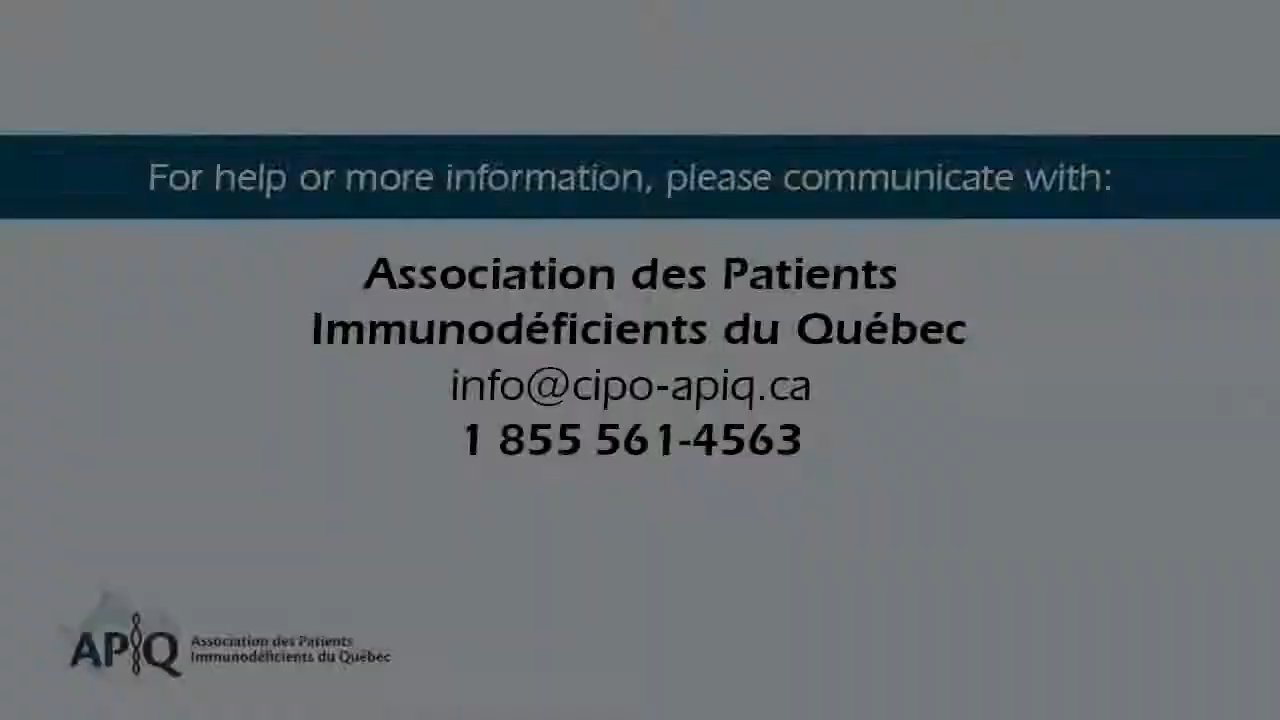 For help or more information, please communicate with:
Association des Patients
Immunodéficients du Québec
info@cipo-apiq.ca
1 855 561-4563
APIQ
Association des Patients
Immunodéficients du Québec